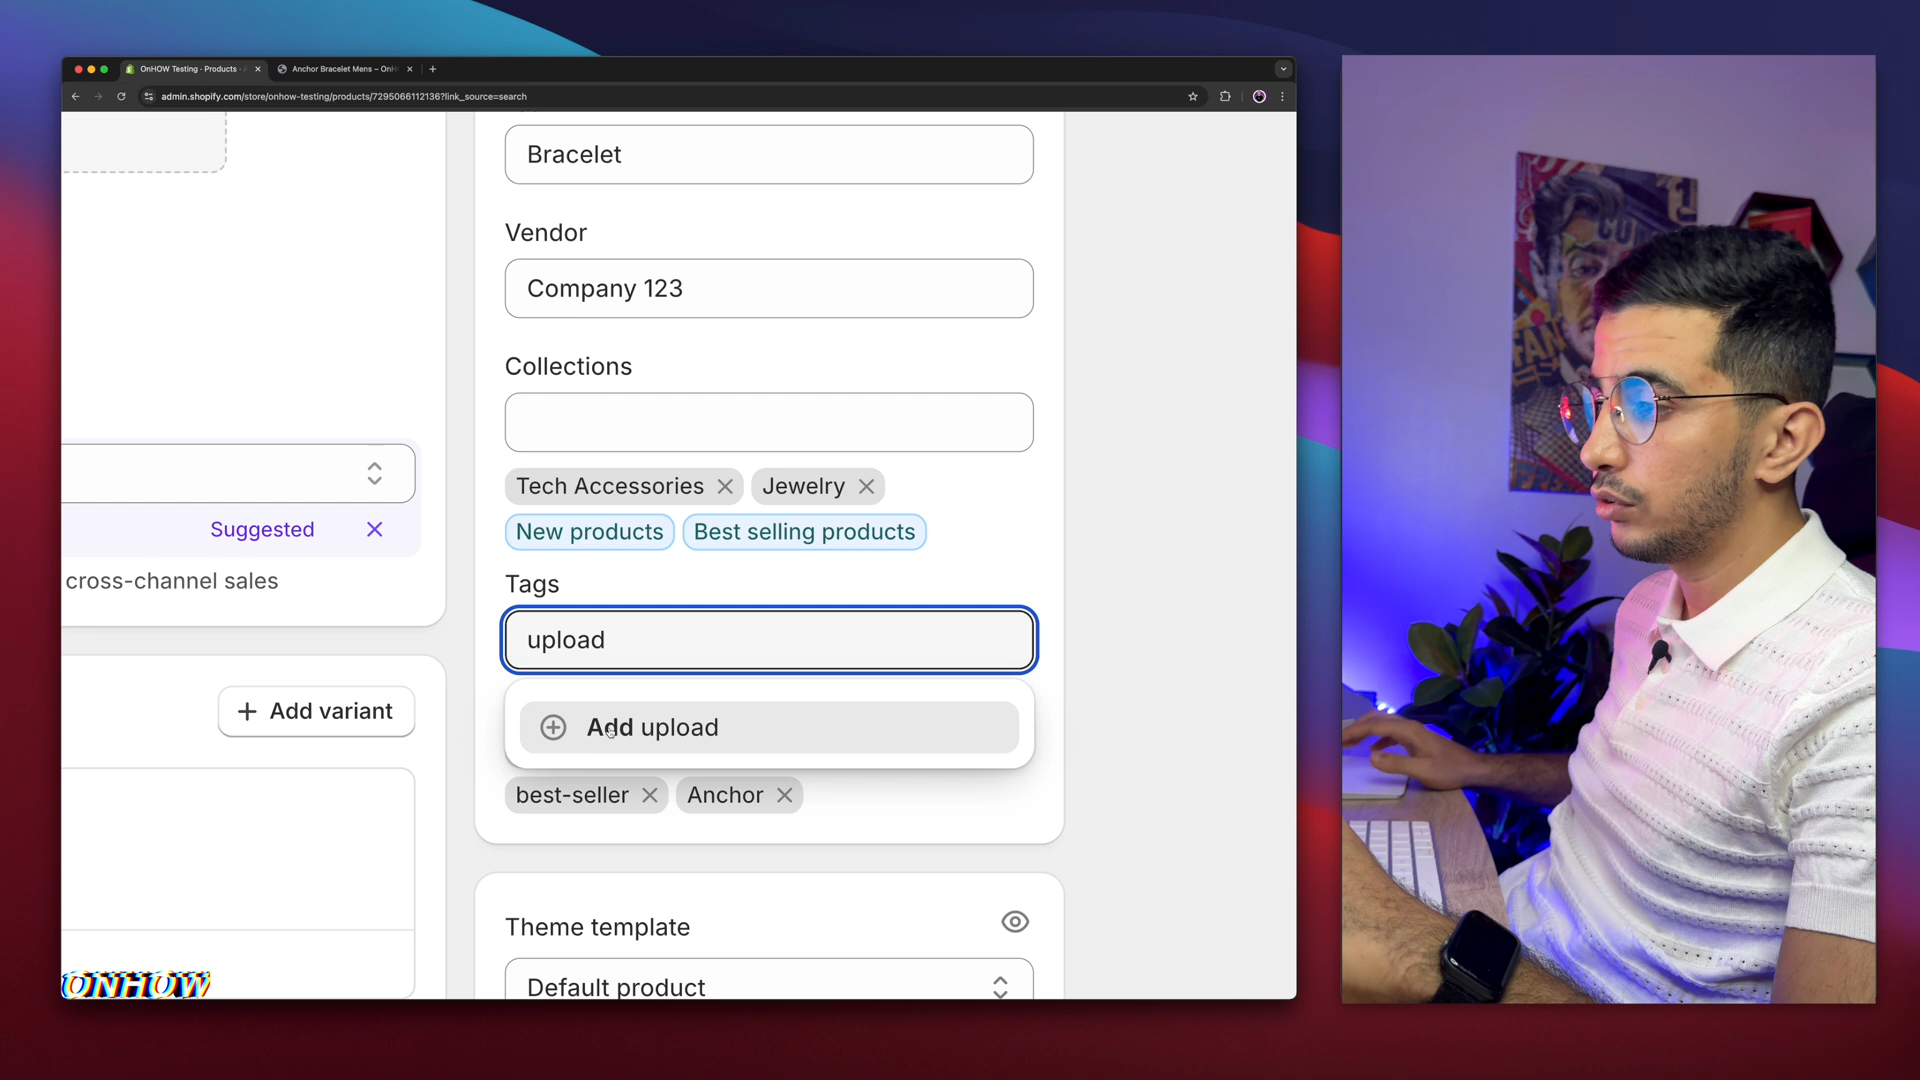 OnHOW Testing · Products ·
Anchor Bracelet Mens – OnH
admin.shopify.com/store/onhow-testing/products/7295066112136?link_source=search
Bracelet
Vendor
Company 123
Collections
Tech Accessories
Jewelry
New products
Best selling products
Suggested
cross-channel sales
Tags
upload
Add upload
Add variant
best-seller
Anchor
Theme template
Default product
ONHOW